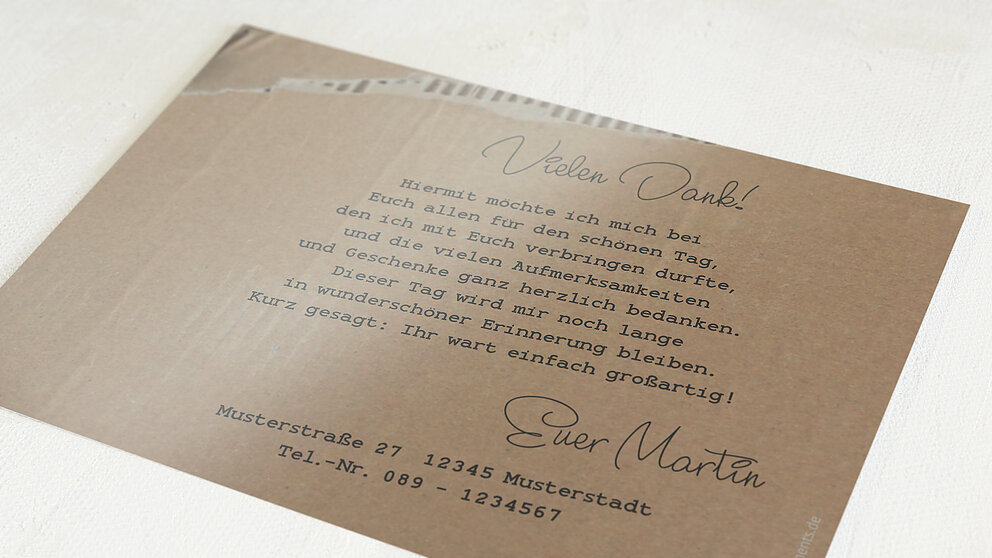 Vielen Dank!
Hiermit möchte ich mich bei
Euch allen für den schönen Tag,
den ich mit Euch verbringen durfte,
und die vielen Aufmerksamkeiten
und Geschenke ganz herzlich bedanken.
Dieser Tag wird mir noch lange
in wunderschöner Erinnerung bleiben.
Kurz gesagt: Ihr wart einfach großartig!
Euer Martin
Musterstraße 27 12345 Musterstadt
Tel.-Nr. 089 - 1234567